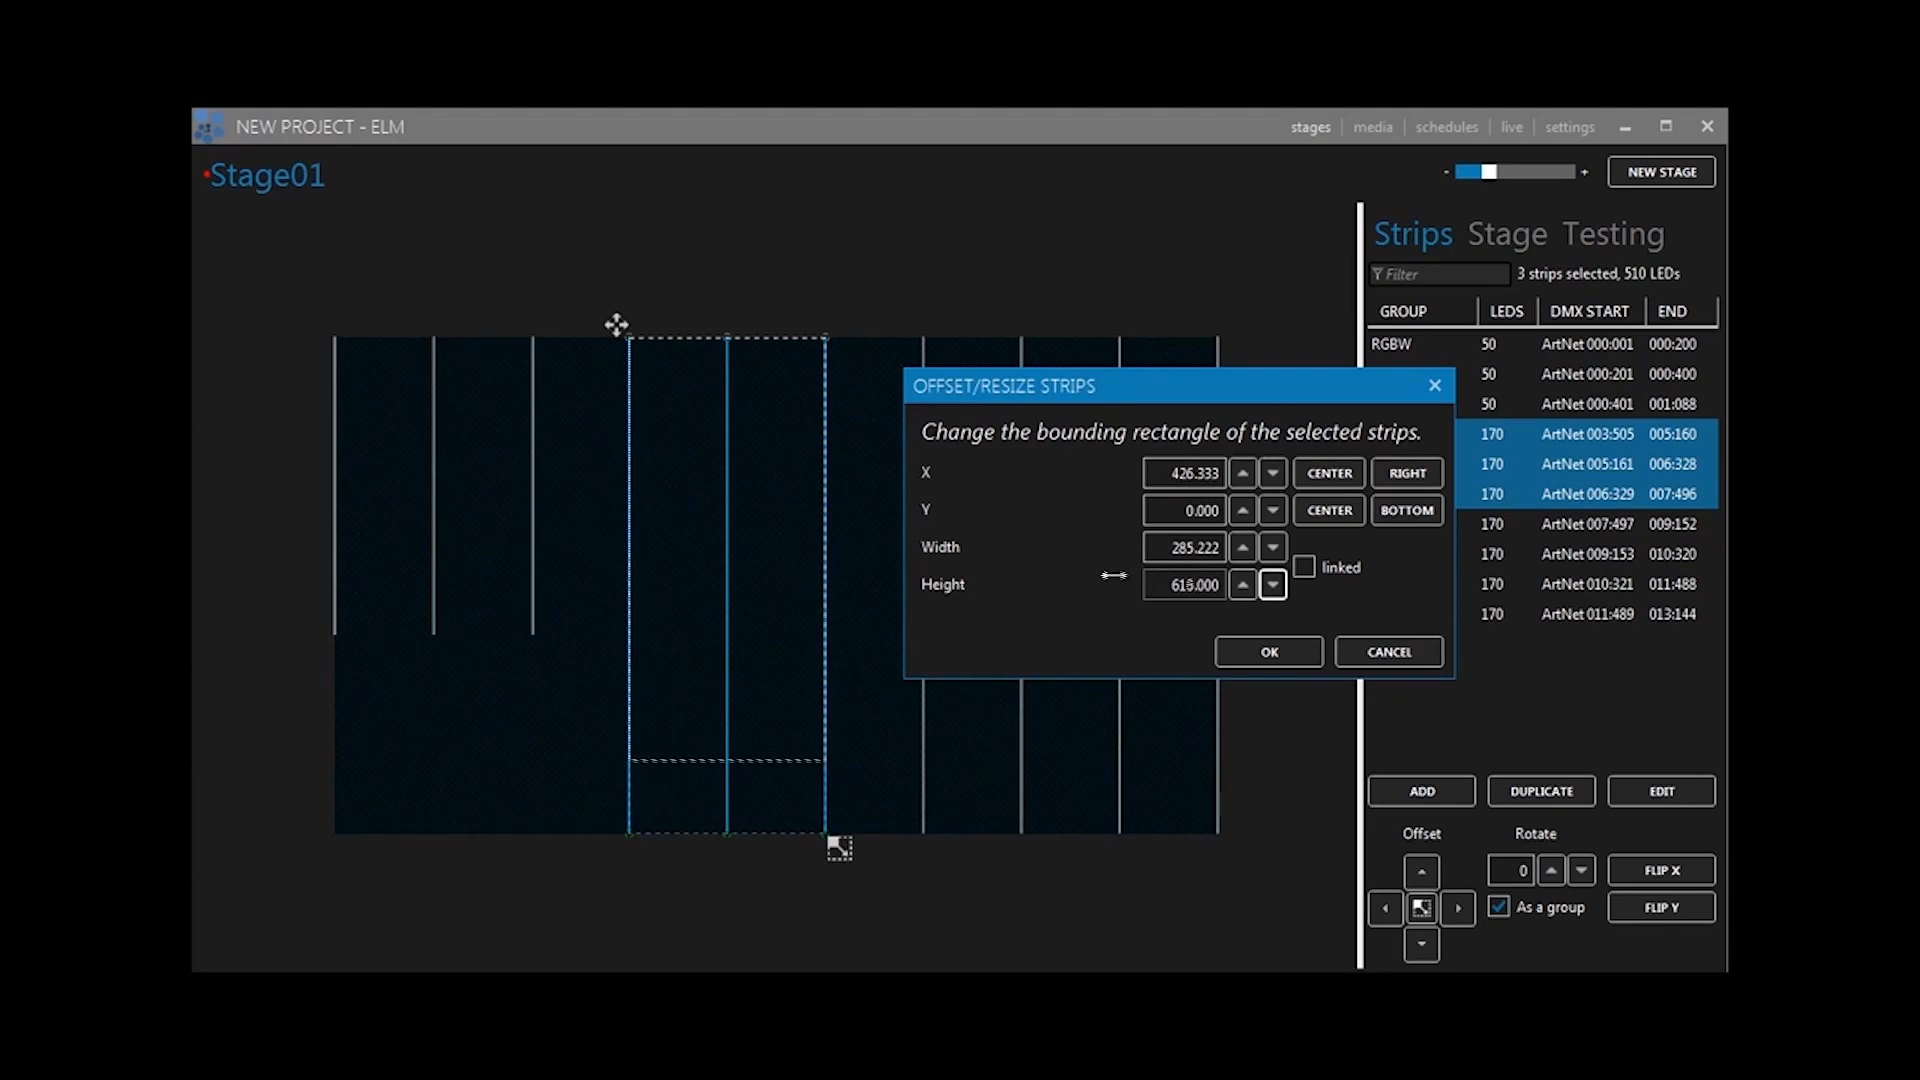 NEW PROJECT - ELM
stages media schedules live settings
Stage01
- + NEW STAGE
Strips Stage Testing
Filter 3 strips selected, 510 LEDs
GROUP LEDS DMX START END
RGBW 50 ArtNet 000:001 000:200
50 ArtNet 000:201 000:400
50 ArtNet 000:401 001:088
170 ArtNet 003:505 005:160
170 ArtNet 005:161 006:328
170 ArtNet 006:329 007:496
170 ArtNet 007:497 009:152
170 ArtNet 009:153 010:320
170 ArtNet 010:321 011:488
170 ArtNet 011:489 013:144
OFFSET/RESIZE STRIPS
Change the bounding rectangle of the selected strips.
X 426.333 CENTER RIGHT
Y 0.000 CENTER BOTTOM
Width 285.222
linked
Height
OK CANCEL
ADD DUPLICATE EDIT
Offset Rotate
0 FLIP X
As a group FLIP Y